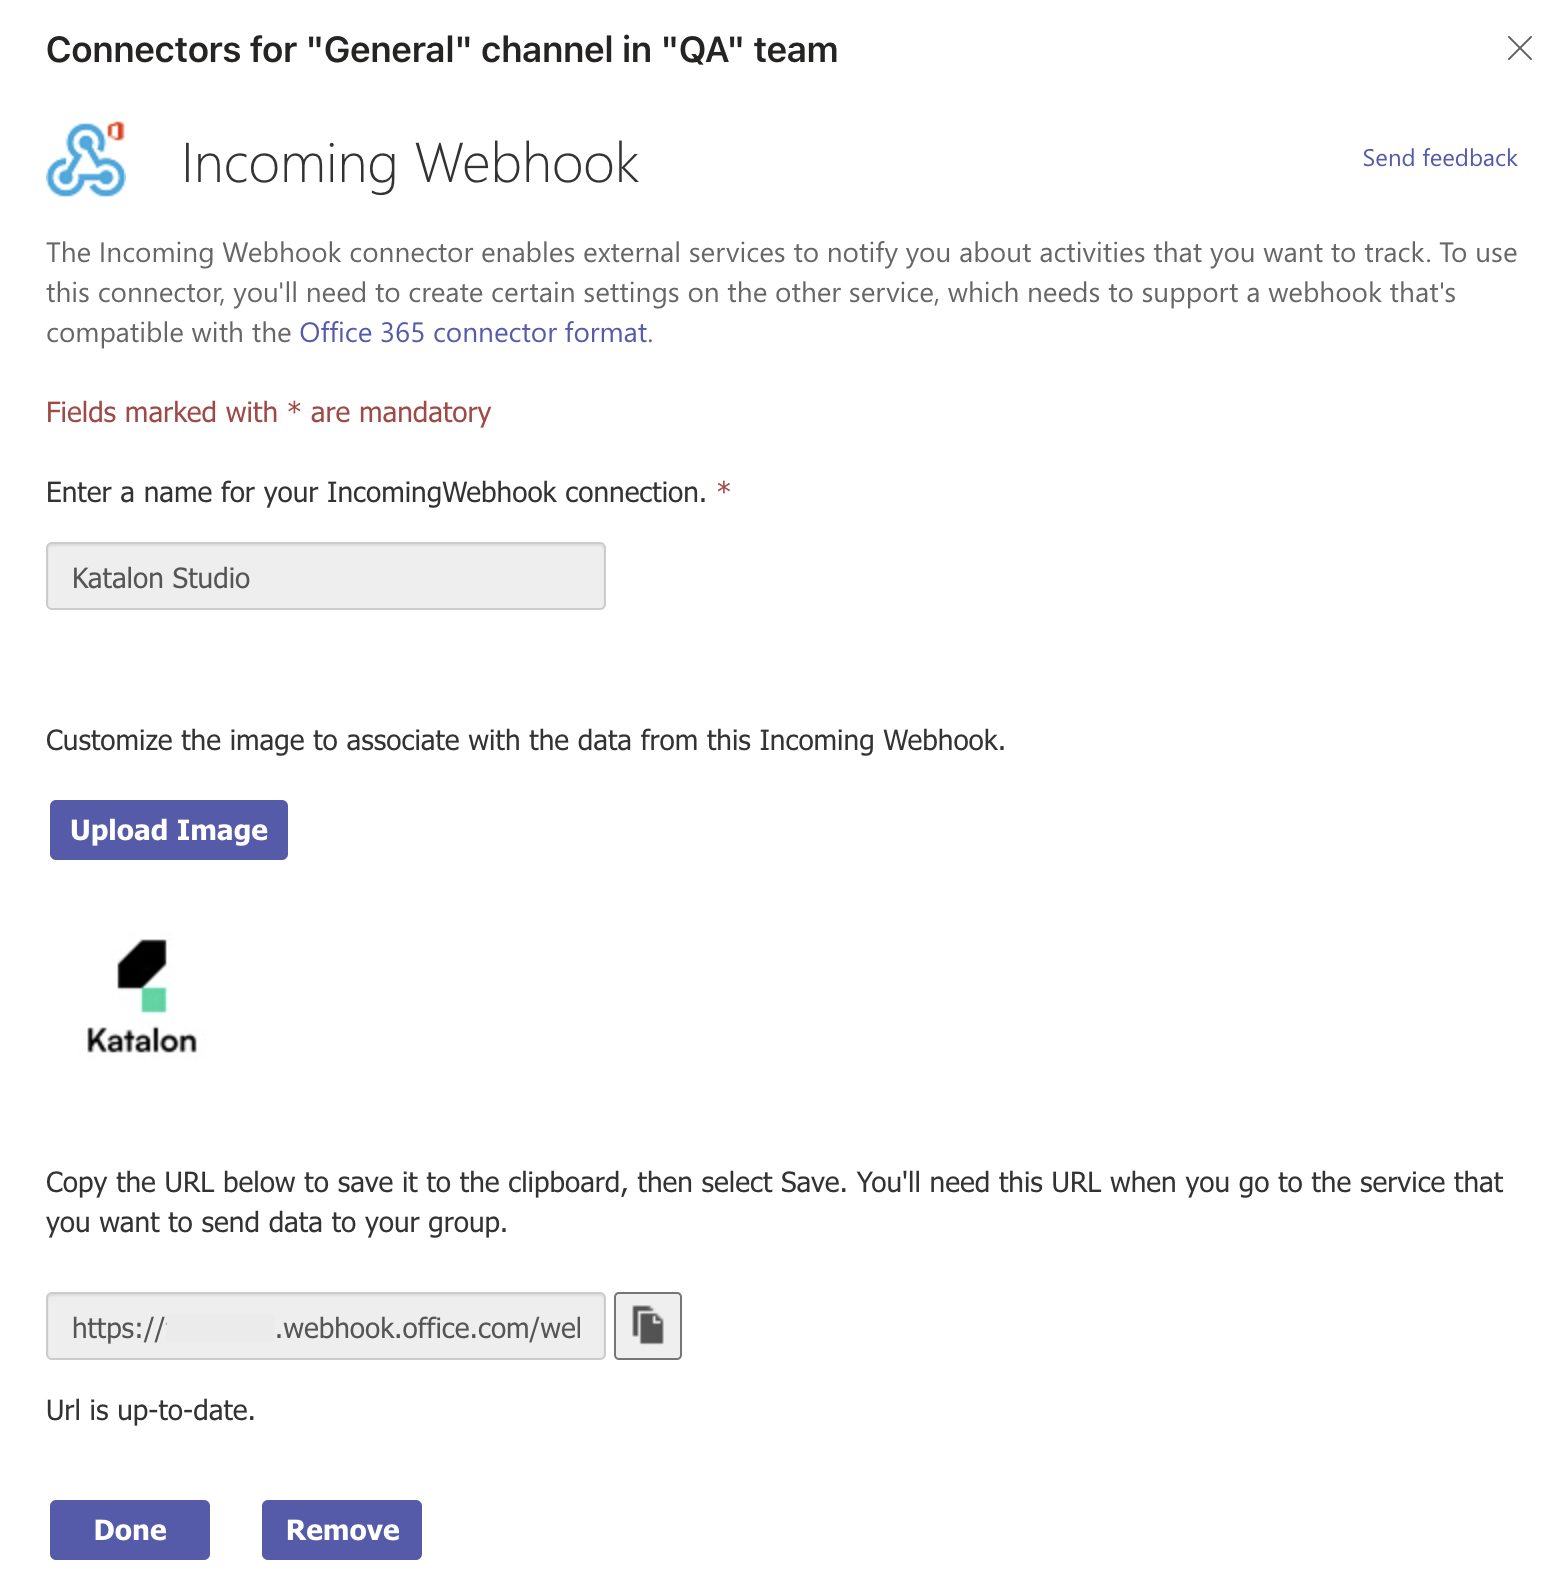 Connectors for "General" channel in "QA" team
Incoming Webhook
Send feedback
The Incoming Webhook connector enables external services to notify you about activities that you want to track. To use
this connector, you'll need to create certain settings on the other service, which needs to support a webhook that's
compatible with the Office 365 connector format.
Fields marked with * are mandatory
Enter a name for your IncomingWebhook connection. *
Katalon Studio
Customize the image to associate with the data from this Incoming Webhook.
Upload Image
Katalon
Copy the URL below to save it to the clipboard, then select Save. You'll need this URL when you go to the service that
you want to send data to your group.
https:// .webhook.office.com/wel
Url is up-to-date.
Done
Remove